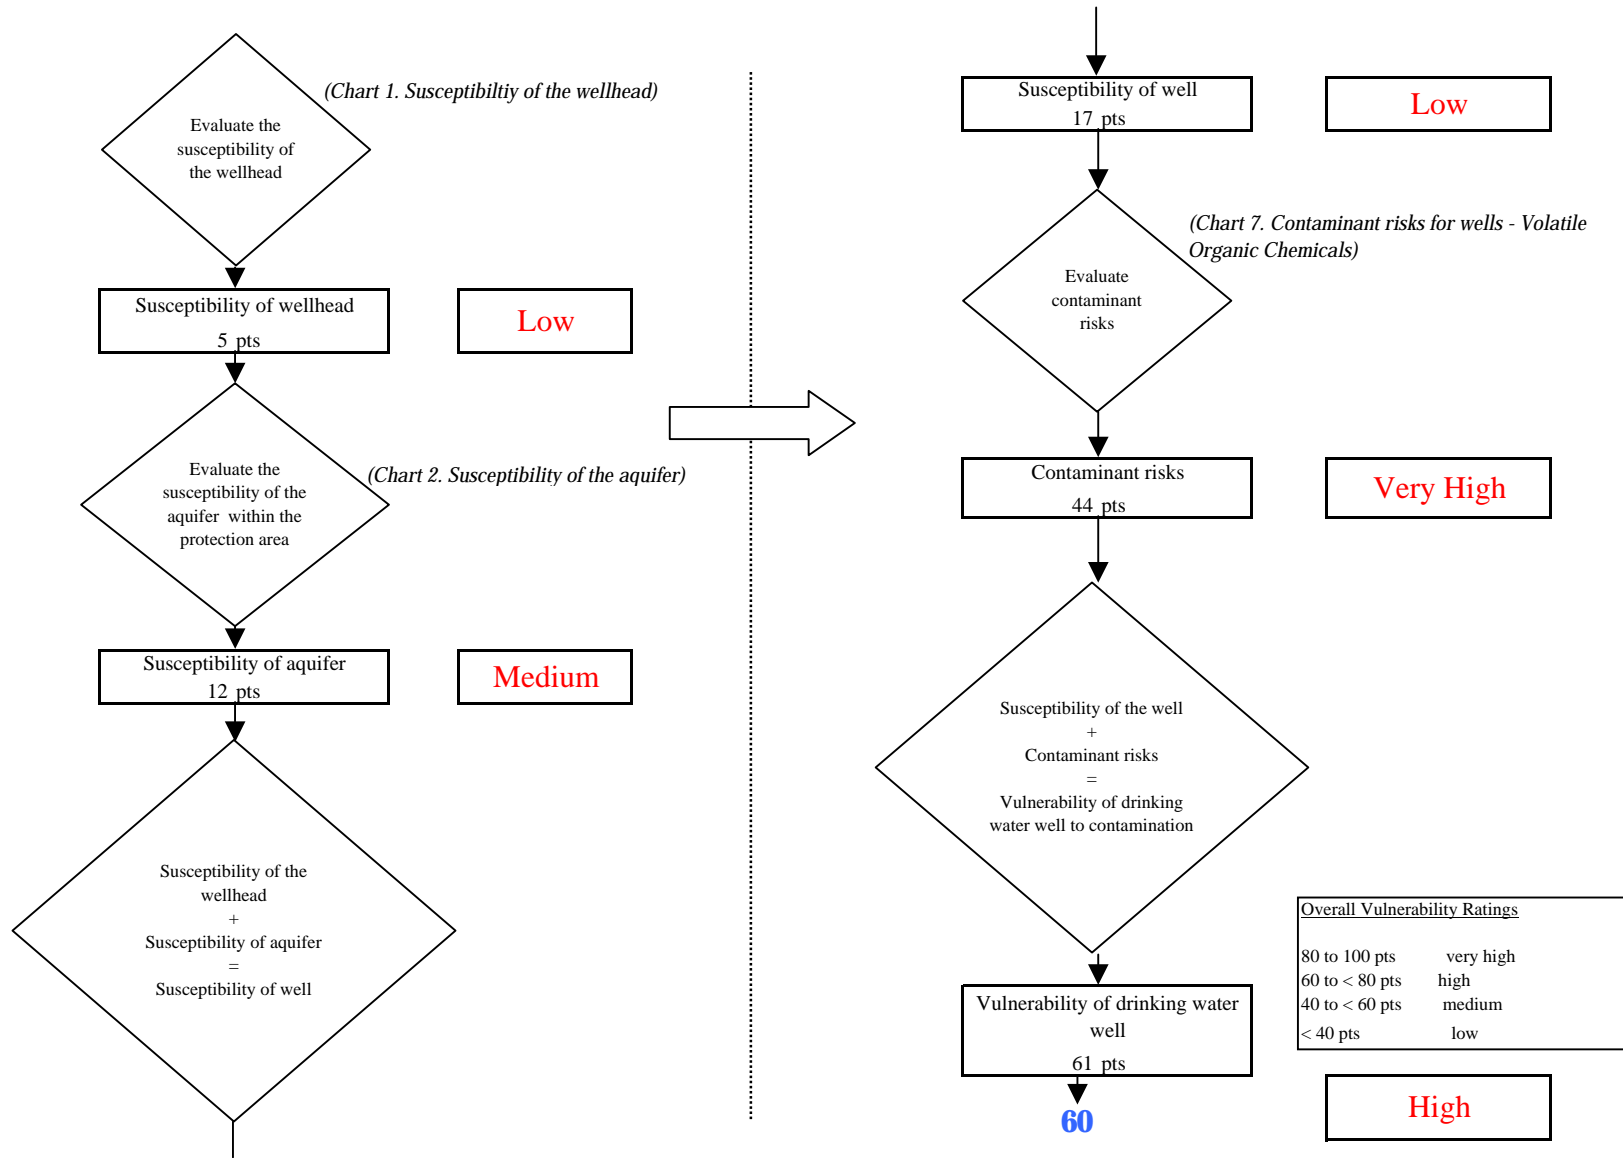 (Chart 1. Susceptibiltiy of the wellhead)
Evaluate the
susceptibility of
the wellhead
Susceptibility of wellhead
5 pts
Low
Evaluate the
susceptibility of the
aquifer within the
protection area
(Chart 2. Susceptibility of the aquifer)
Susceptibility of aquifer
12 pts
Medium
Susceptibility of the
wellhead
+
Susceptibility of aquifer
=
Susceptibility of well
Susceptibility of well
17 pts
Low
(Chart 7. Contaminant risks for wells - Volatile
Organic Chemicals)
Evaluate
contaminant
risks
Contaminant risks
44 pts
Very High
Susceptibility of the well
+
Contaminant risks
=
Vulnerability of drinking
water well to contamination
Overall Vulnerability Ratings
80 to 100 pts very high
60 to < 80 pts high
40 to < 60 pts medium
< 40 pts low
Vulnerability of drinking water
well
61 pts
60
High